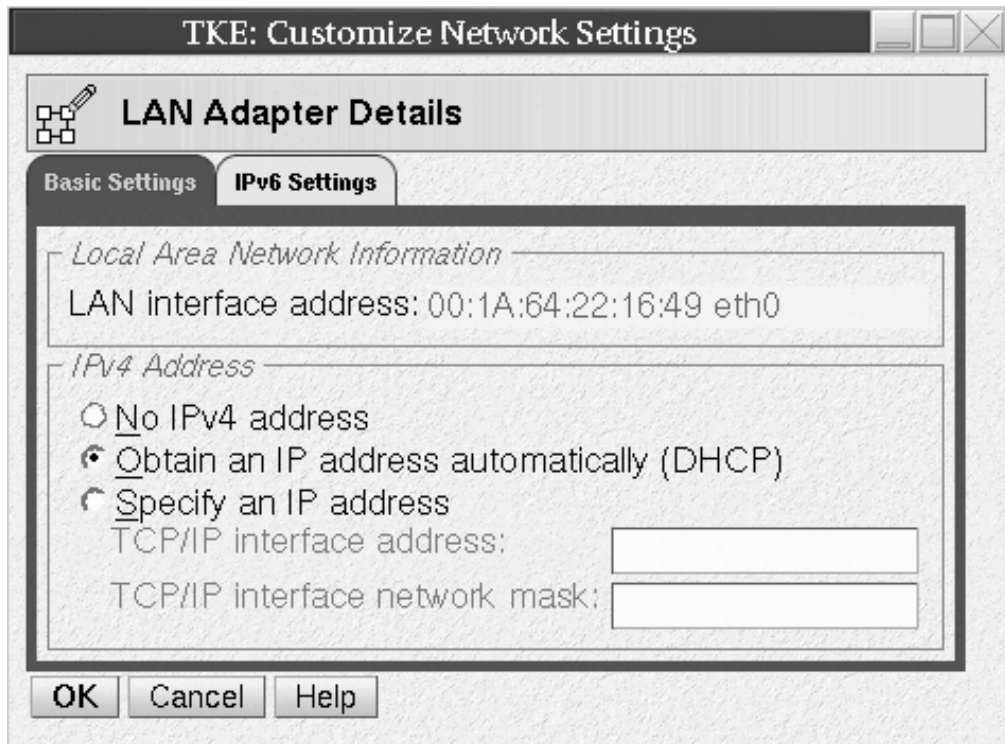 TKE: Customize Network Settings
LAN Adapter Details
Basic Settings IPv6 Settings
Local Area Network Information
LAN interface address: 00:1A:64:22:16:49 eth0
IPv4 Address
No IPv4 address
Obtain an IP address automatically (DHCP)
Specify an IP address
TCP/IP interface address:
TCP/IP interface network mask:
OK Cancel Help